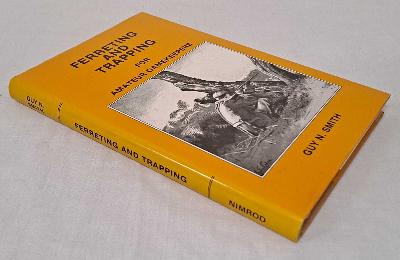 FERRETING
AND
TRAPPING
FOR
AMATEUR GAMEKEEPERS
GUY N. SMITH
GUY N.
SMITH
FERRETING AND TRAPPING
NIMROD